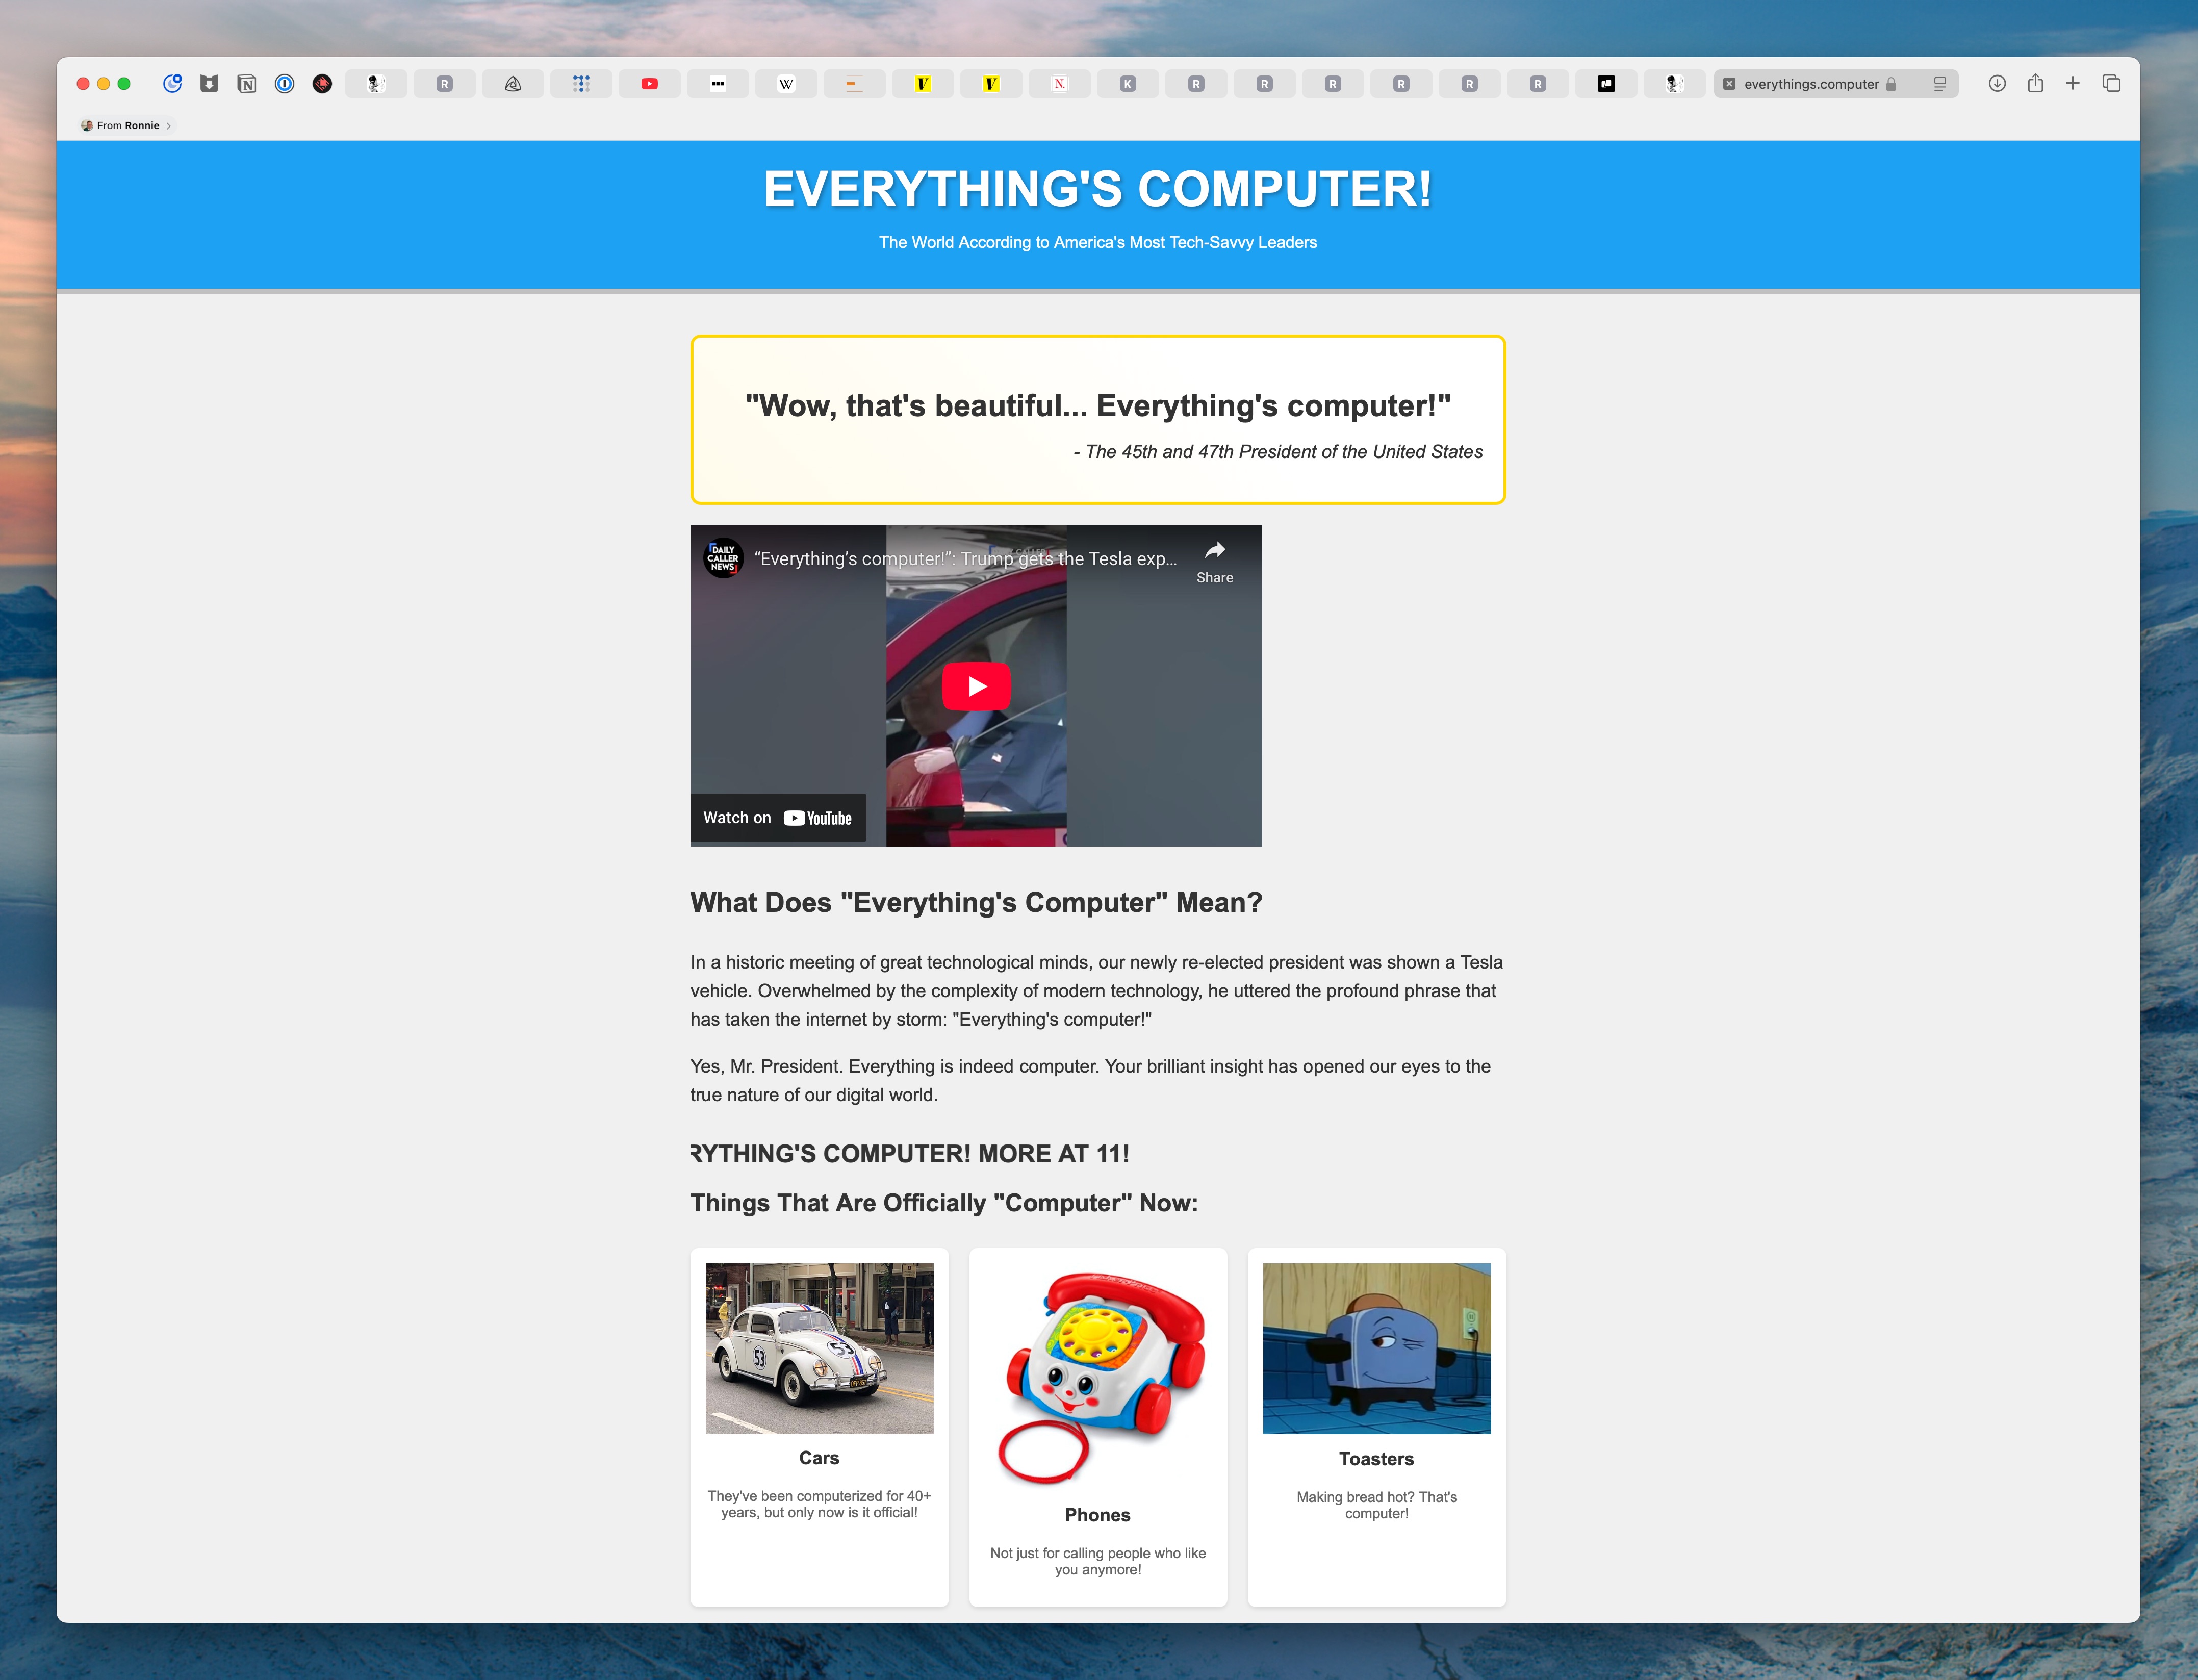 R
W
V
V
N.
K
R
R
R
R
R
R
everythings.computer
From Ronnie
EVERYTHING'S COMPUTER!
The World According to America's Most Tech-Savvy Leaders
"Wow, that's beautiful... Everything's computer!"
- The 45th and 47th President of the United States
DAILY
CALLER
NEWS
“Everything’s computer!”: Trump gets the Tesla exp...
Share
Watch on YouTube
What Does "Everything's Computer" Mean?
In a historic meeting of great technological minds, our newly re-elected president was shown a Tesla
vehicle. Overwhelmed by the complexity of modern technology, he uttered the profound phrase that
has taken the internet by storm: "Everything's computer!"
Yes, Mr. President. Everything is indeed computer. Your brilliant insight has opened our eyes to the
true nature of our digital world.
RYTHING'S COMPUTER! MORE AT 11!
Things That Are Officially "Computer" Now:
53
53
Cars
They've been computerized for 40+
years, but only now is it official!
Phones
Not just for calling people who like
you anymore!
Toasters
Making bread hot? That's
computer!